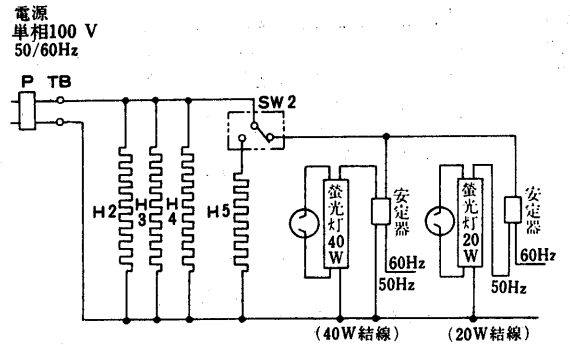 電源
単相100 V
50/60Hz
P TB
SW2
H2
H3
H4
H5
螢光灯40W
安定器
60Hz
50Hz
螢光灯20W
安定器
60Hz
50Hz
(40W結線)
(20W結線)